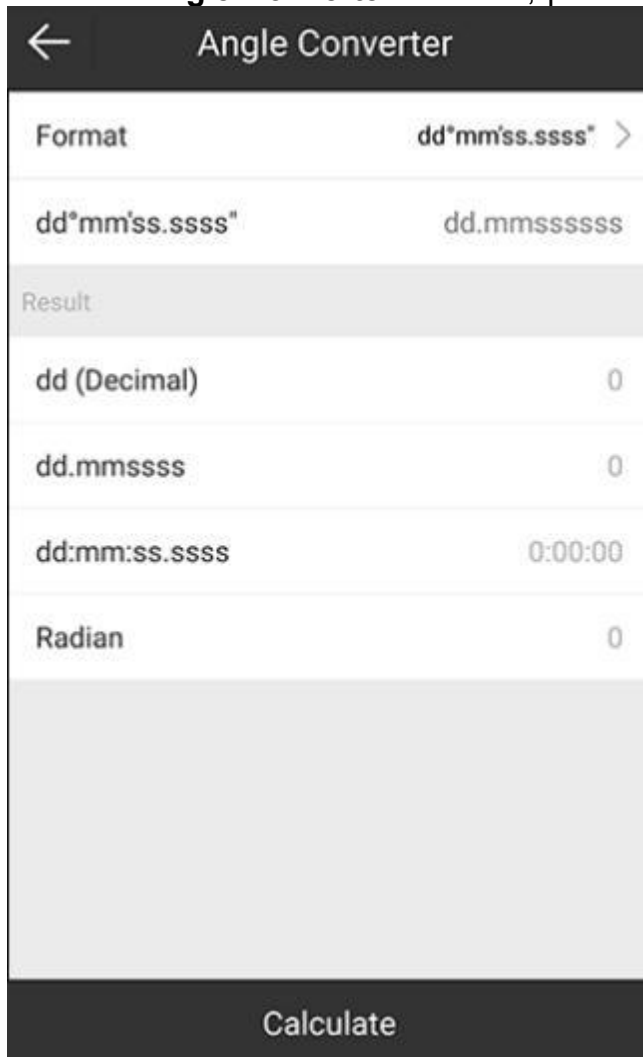 Angle Converter
Format dd°mm'ss.ssss" >
dd°mm'ss.ssss" dd.mmssssss
Result
dd (Decimal) 0
dd.mmssss 0
dd:mm:ss.ssss 0:00:00
Radian 0
Calculate